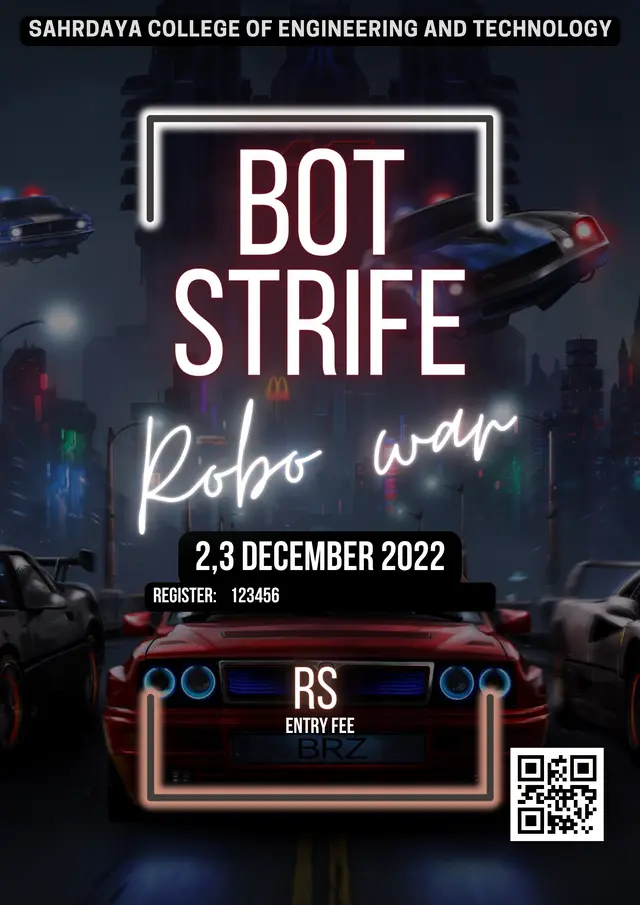 SAHRDAYA COLLEGE OF ENGINEERING AND TECHNOLOGY
BOT
STRIFE
Robo war
2,3 DECEMBER 2022
REGISTER: 123456
RS
ENTRY FEE
BRZ